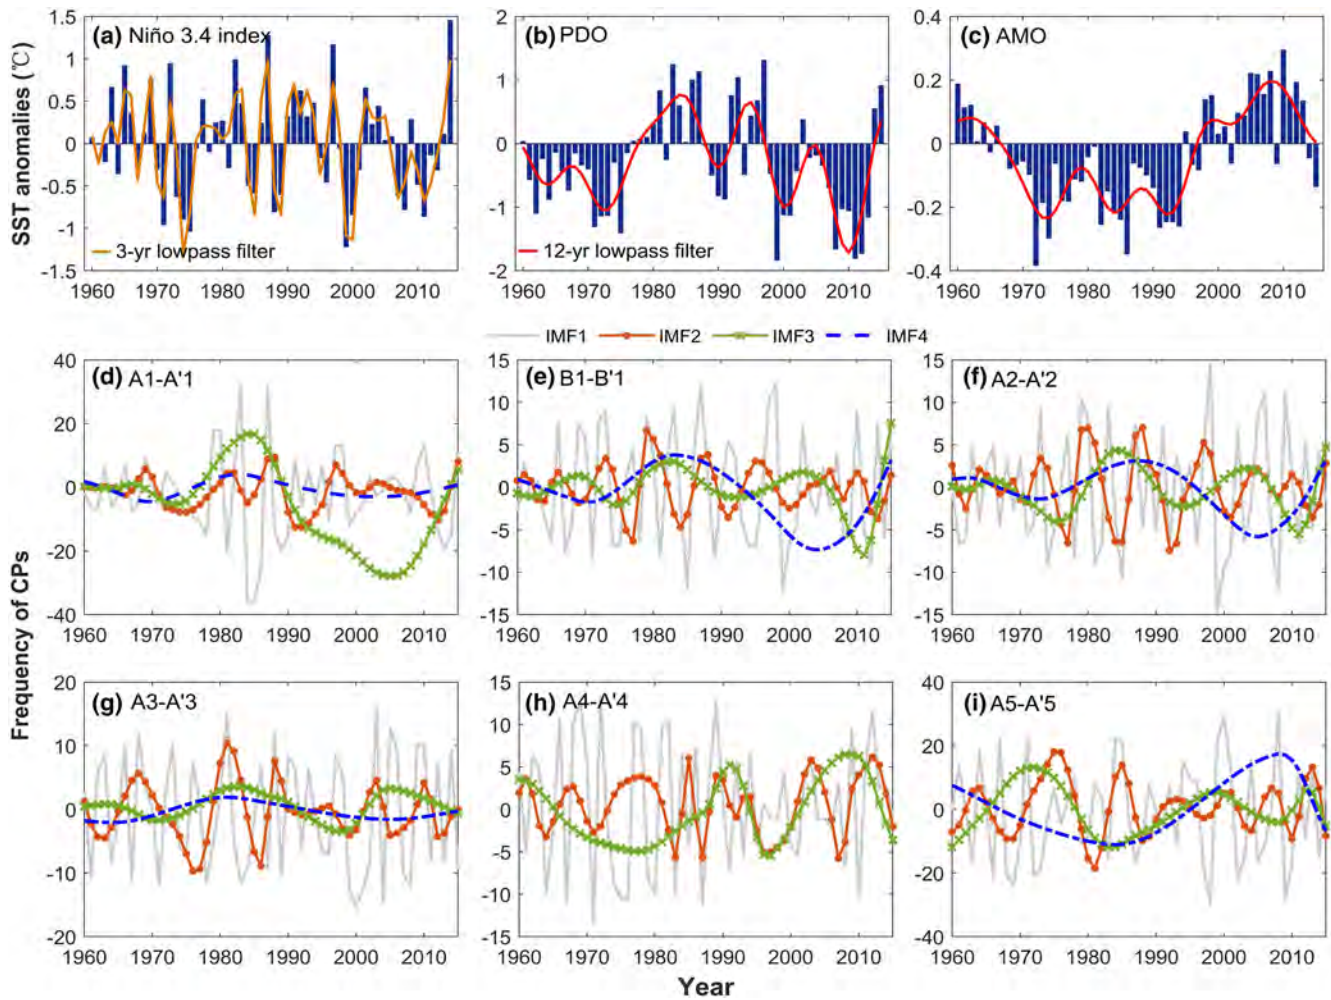 (a) Niño 3.4 index
(b) PDO
(c) AMO
SST anomalies (℃)
1.5
1
0.5
0
-0.5
-1
-1.5
3-yr lowpass filter
1960 1970 1980 1990 2000 2010
2
1
0
-1
-2
12-yr lowpass filter
1960 1970 1980 1990 2000 2010
0.4
0.2
0
-0.2
-0.4
1960 1970 1980 1990 2000 2010
IMF1 IMF2 IMF3 IMF4
Frequency of CPs
(d) A1-A'1
40
20
0
-20
-40
1960 1970 1980 1990 2000 2010
(e) B1-B'1
15
10
5
0
-5
-10
-15
1960 1970 1980 1990 2000 2010
(f) A2-A'2
15
10
5
0
-5
-10
-15
1960 1970 1980 1990 2000 2010
(g) A3-A'3
20
10
0
-10
-20
1960 1970 1980 1990 2000 2010
(h) A4-A'4
15
10
5
0
-5
-10
-15
1960 1970 1980 1990 2000 2010
(i) A5-A'5
40
20
0
-20
-40
1960 1970 1980 1990 2000 2010
Year